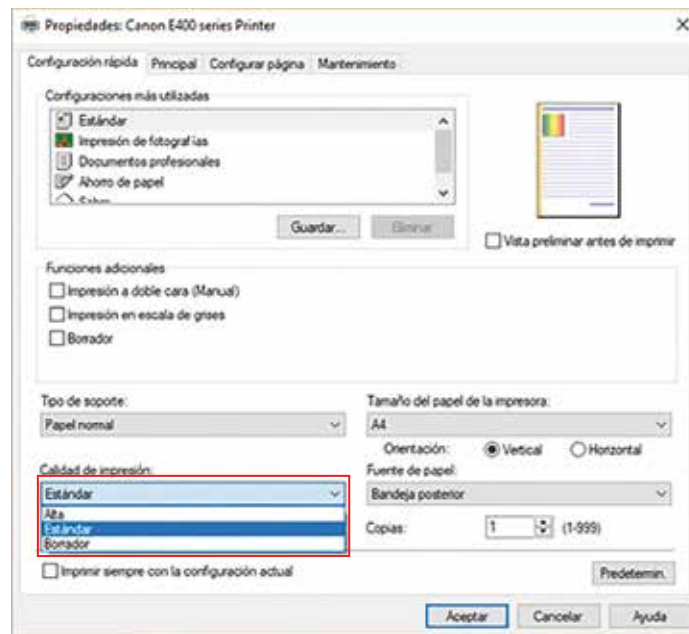 Propiedades: Canon E400 series Printer
Configuración rápida Principal Configurar página Mantenimiento
Configuraciones más utilizadas
Estándar
Impresión de fotografías
Documentos profesionales
Ahorro de papel
Sobre
Guardar... Eliminar
Vista preliminar antes de imprimir
Funciones adicionales
Impresión a doble cara (Manual)
Impresión en escala de grises
Borrador
Tipo de soporte: Tamaño del papel de la impresora:
Papel normal A4
Orientación: Vertical Horizontal
Calidad de impresión: Fuente de papel:
Estándar Bandeja posterior
Alta
Estándar Copias: 1 (1-999)
Borrador
Imprimir siempre con la configuración actual Predetermin.
Aceptar Cancelar Ayuda